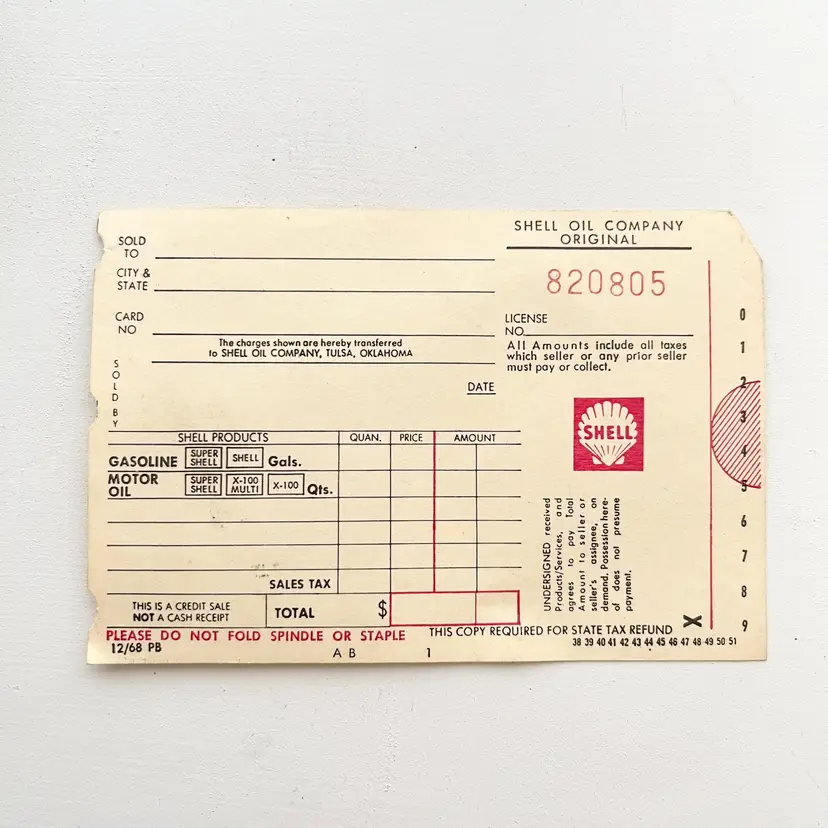 SHELL OIL COMPANY
ORIGINAL
820805
SOLD
TO
CITY &
STATE
CARD
NO
LICENSE
NO.
The charges shown are hereby transferred
to SHELL OIL COMPANY, TULSA, OKLAHOMA
All Amounts include all taxes
which seller or any prior seller
must pay or collect.
SOLD BY
DATE
SHELL PRODUCTS QUAN. PRICE AMOUNT
GASOLINE SUPER SHELL SHELL Gals.
MOTOR OIL SUPER SHELL X-100 MULTI X-100 Qts.
SALES TAX
THIS IS A CREDIT SALE
NOT A CASH RECEIPT
TOTAL $
SHELL
UNDERSIGNED received
Products/Services, and
agrees to pay Total
Amount to seller or
seller's assignee, on
demand. Possession here-
of does not presume
payment.
X
0
1
2
3
4
5
6
7
8
9
PLEASE DO NOT FOLD SPINDLE OR STAPLE
THIS COPY REQUIRED FOR STATE TAX REFUND
38 39 40 41 42 43 44 45 46 47 48 49 50 51
12/68 PB
A B 1